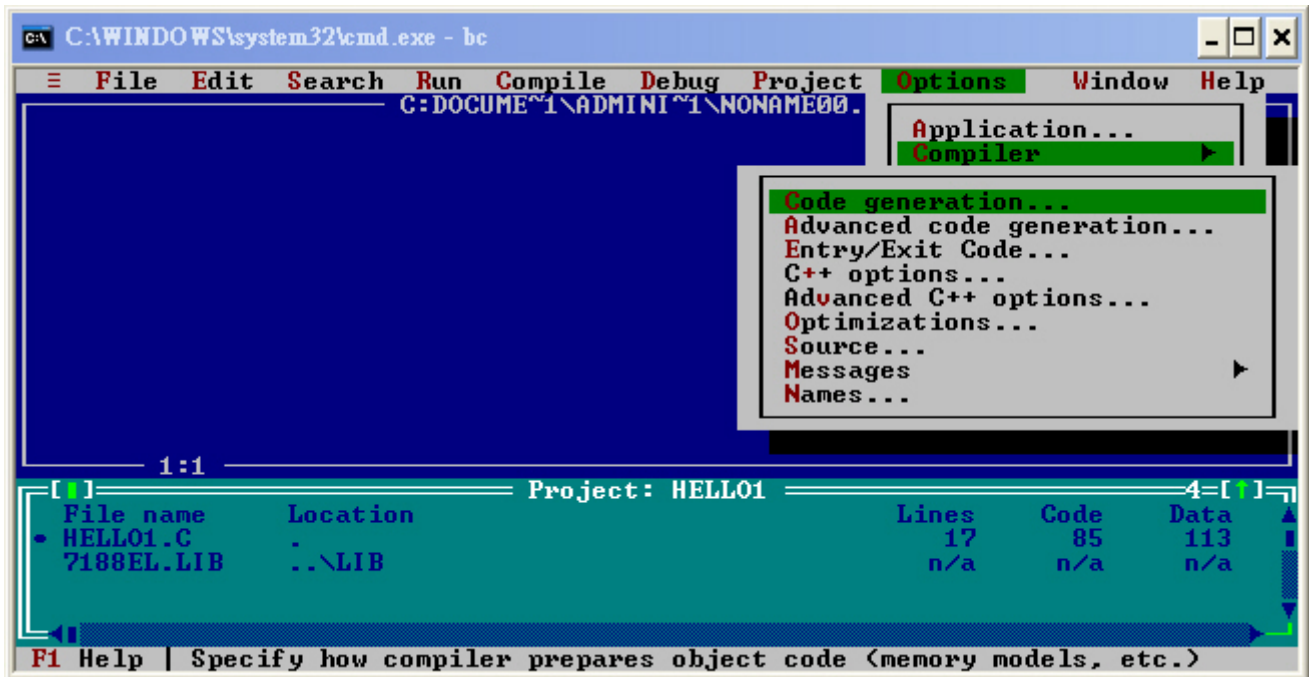 C:\WINDOWS\system32\cmd.exe - bc
≡ File Edit Search Run Compile Debug Project Options Window Help
C:DOCUME~1\ADMINI~1\NONAME00.
Application...
Compiler
Code generation...
Advanced code generation...
Entry/Exit Code...
C++ options...
Advanced C++ options...
Optimizations...
Source...
Messages
Names...
1:1
Project: HELLO1
4=[↑]
File name Location Lines Code Data
• HELLO1.C . 17 85 113
7188EL.LIB ..\LIB n/a n/a n/a
F1 Help | Specify how compiler prepares object code (memory models, etc.)